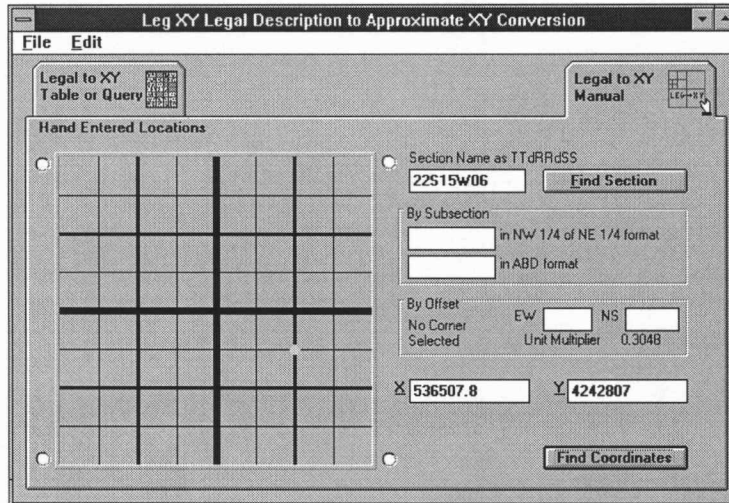 Leg XY Legal Description to Approximate XY Conversion
File Edit
Legal to XY
Table or Query
Legal to XY
Manual
LEG→XY
Hand Entered Locations
Section Name as TTdRRdSS
22S15W06 Find Section
By Subsection
in NW 1/4 of NE 1/4 format
in ABD format
By Offset
No Corner
Selected
EW NS
Unit Multiplier 0.3048
X 536507.8 Y 4242807
Find Coordinates